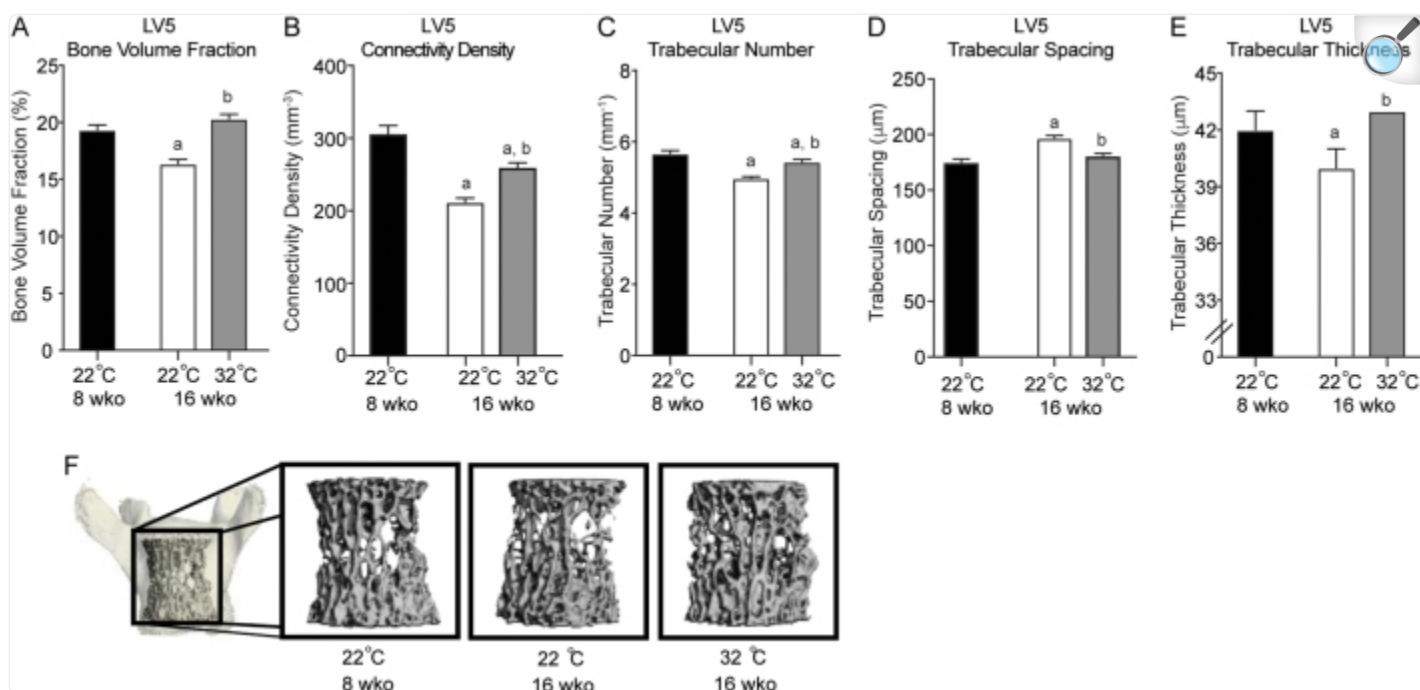 A
LV5
Bone Volume Fraction
Bone Volume Fraction (%)
25
20
15
10
5
0
a
b
22°C
22°C
32°C
8 wko
16 wko
B
LV5
Connectivity Density
Connectivity Density (mm⁻³)
400
300
200
100
0
a
a, b
22°C
22°C
32°C
8 wko
16 wko
C
LV5
Trabecular Number
Trabecular Number (mm⁻¹)
8
6
4
2
0
a
a, b
22°C
22°C
32°C
8 wko
16 wko
D
LV5
Trabecular Spacing
Trabecular Spacing (μm)
250
200
150
100
50
0
a
b
22°C
22°C
32°C
8 wko
16 wko
E
LV5
Trabecular Thickness
Trabecular Thickness (μm)
45
42
39
36
33
0
a
b
22°C
22°C
32°C
8 wko
16 wko
F
22°C
8 wko
22 °C
16 wko
32 °C
16 wko